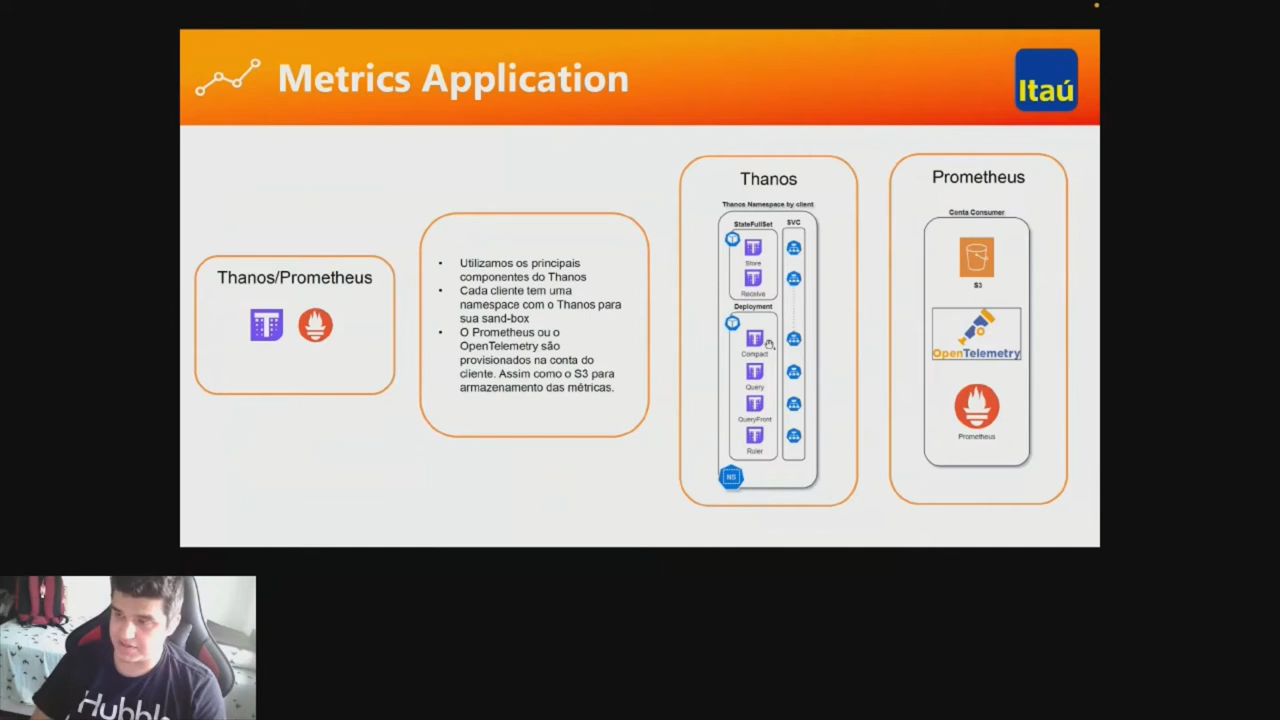 Metrics Application
Itaú
Thanos/Prometheus
• Utilizamos os principais
componentes do Thanos
• Cada cliente tem uma
namespace com o Thanos para
sua sand-box
• O Prometheus ou o
OpenTelemetry são
provisionados na conta do
cliente. Assim como o S3 para
armazenamento das métricas.
Thanos
Thanos Namespace by client
StateFullSet
SVC
Store
Receive
Deployment
Compact
Query
QueryFront
Ruler
NS
Prometheus
Conta Consumer
S3
OpenTelemetry
Prometheus